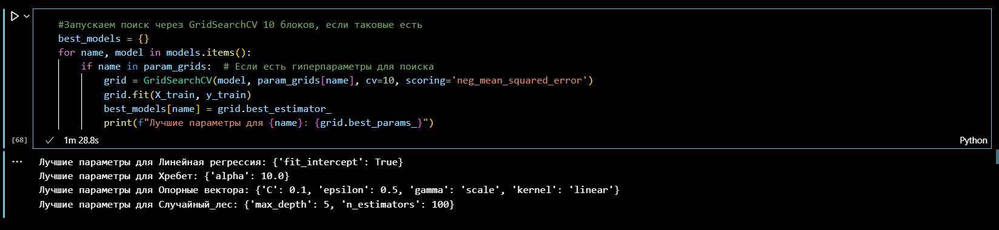 #Запускаем поиск через GridSearchCV 10 блоков, если таковые есть
best_models = {}
for name, model in models.items():
    if name in param_grids:  # Если есть гиперпараметры для поиска
        grid = GridSearchCV(model, param_grids[name], cv=10, scoring='neg_mean_squared_error')
        grid.fit(X_train, y_train)
        best_models[name] = grid.best_estimator_
        print(f"Лучшие параметры для {name}: {grid.best_params_}")
[68] 1m 28.8s Python
Лучшие параметры для Линейная регрессия: {'fit_intercept': True}
Лучшие параметры для Хребет: {'alpha': 10.0}
Лучшие параметры для Опорные вектора: {'C': 0.1, 'epsilon': 0.5, 'gamma': 'scale', 'kernel': 'linear'}
Лучшие параметры для Случайный_лес: {'max_depth': 5, 'n_estimators': 100}